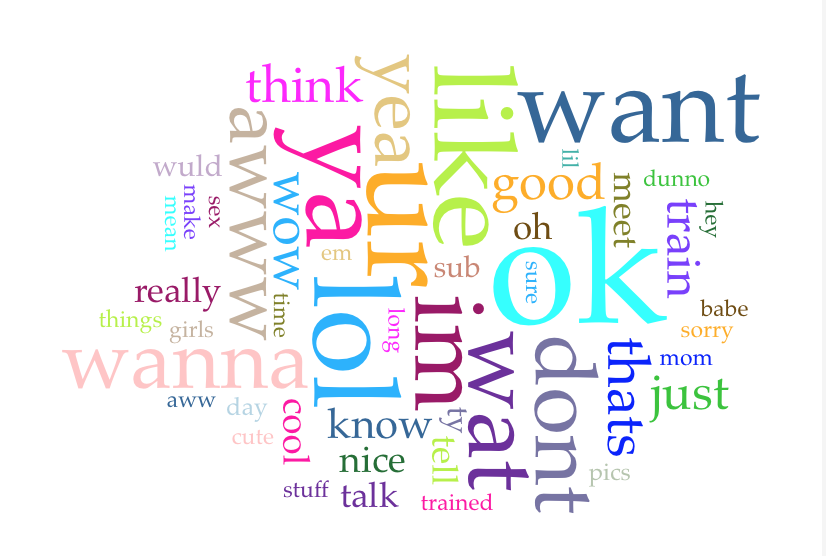 think
yea
like
want
awww
ya
ur
lil
wuld
wow
good
meet
dunno
make
mean
sex
oh
train
hey
em
sub
ok
sure
really
time
lol
long
im
wat
things
girls
babe
sorry
wanna
dont
thats
mom
just
aww
day
cool
know
ty
cute
nice
tell
pics
stuff
talk
trained
i